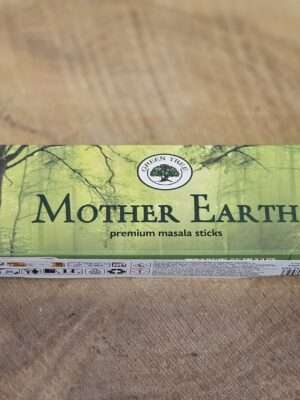 GREEN TREE
MOTHER EARTH
premium masala sticks